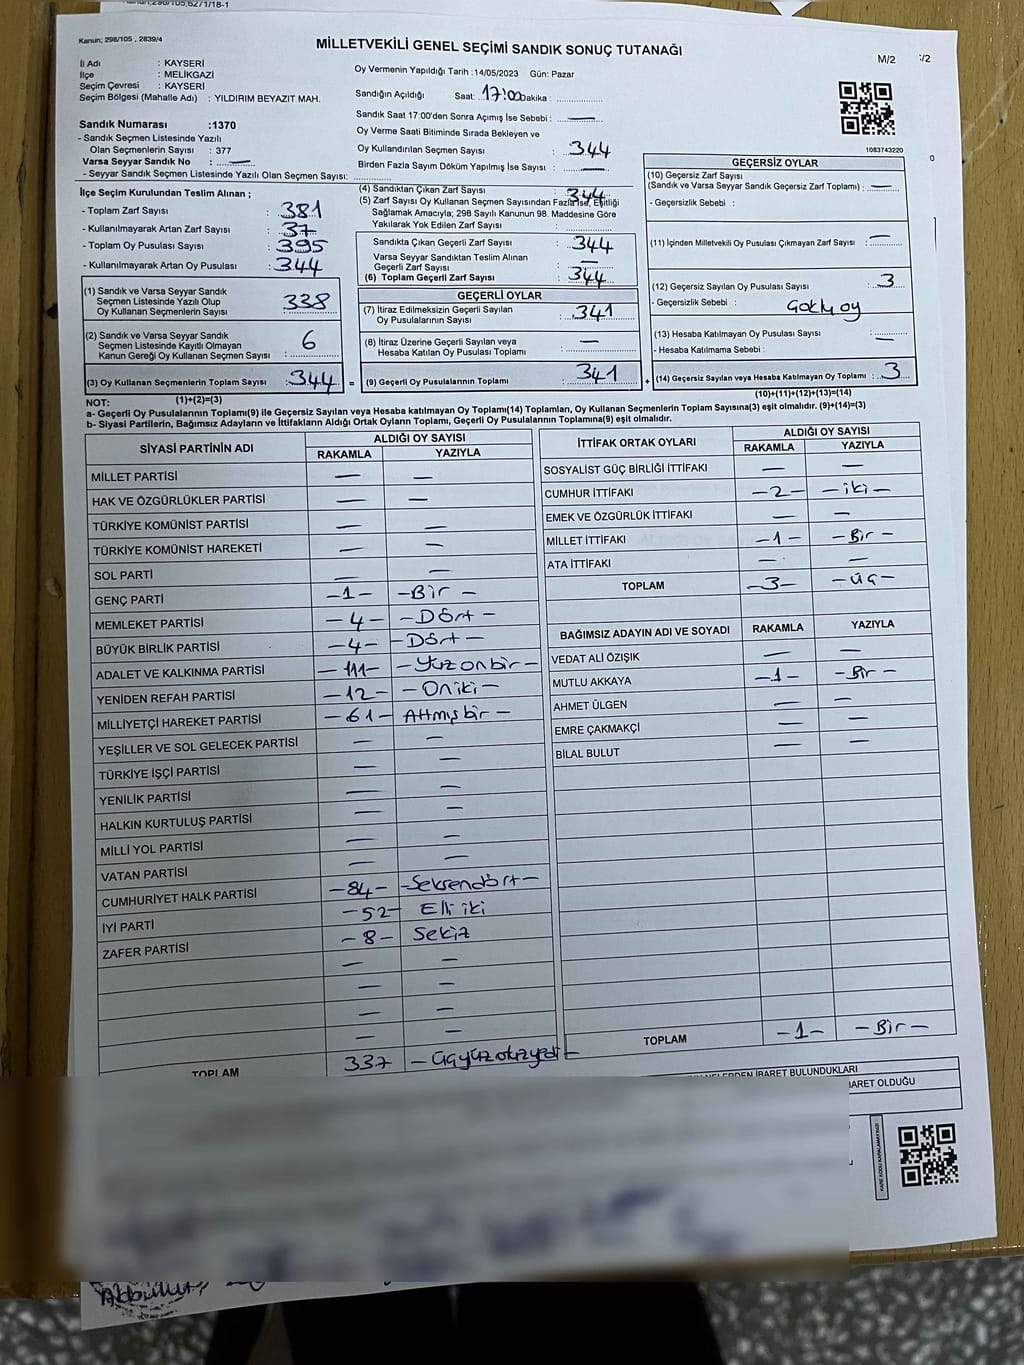 Kanun; 298/105 , 2839/4
MİLLETVEKİLİ GENEL SEÇİMİ SANDIK SONUÇ TUTANAĞI
M/2
İl Adı : KAYSERİ
İlçe : MELİKGAZİ
Seçim Çevresi : KAYSERİ
Seçim Bölgesi (Mahalle Adı) : YILDIRIM BEYAZIT MAH.
Oy Vermenin Yapıldığı Tarih :14/05/2023 Gün: Pazar
Sandığın Açıldığı Saat: 17:00 Dakika :
Sandık Saat 17:00'den Sonra Açımış İse Sebebi : —
Oy Verme Saati Bitiminde Sırada Bekleyen ve
Oy Kullandırılan Seçmen Sayısı : 344
Birden Fazla Sayım Döküm Yapılmış İse Sayısı : —
1083743220
Sandık Numarası :1370
- Sandık Seçmen Listesinde Yazılı
Olan Seçmenlerin Sayısı : 377
Varsa Seyyar Sandık No : —
- Seyyar Sandık Seçmen Listesinde Yazılı Olan Seçmen Sayısı:
İlçe Seçim Kurulundan Teslim Alınan ;
- Toplam Zarf Sayısı : 381
- Kullanılmayarak Artan Zarf Sayısı : 37
- Toplam Oy Pusulası Sayısı : 395
- Kullanılmayarak Artan Oy Pusulası : 344
(1) Sandık ve Varsa Seyyar Sandık
Seçmen Listesinde Yazılı Olup
Oy Kullanan Seçmenlerin Sayısı : 338
(2) Sandık ve Varsa Seyyar Sandık
Seçmen Listesinde Kayıtlı Olmayan
Kanun Gereği Oy Kullanan Seçmen Sayısı : 6
(3) Oy Kullanan Seçmenlerin Toplam Sayısı : 344 =
(1)+(2)=(3)
(4) Sandıktan Çıkan Zarf Sayısı : 344
(5) Zarf Sayısı Oy Kullanan Seçmen Sayısından Fazla İse, Eşitliği
Sağlamak Amacıyla; 298 Sayılı Kanunun 98. Maddesine Göre
Yakılarak Yok Edilen Zarf Sayısı :
Sandıkta Çıkan Geçerli Zarf Sayısı : 344
Varsa Seyyar Sandıktan Teslim Alınan
Geçerli Zarf Sayısı : —
(6) Toplam Geçerli Zarf Sayısı : 344
GEÇERLİ OYLAR
(7) İtiraz Edilmeksizin Geçerli Sayılan
Oy Pusulalarının Sayısı : 341
(8) İtiraz Üzerine Geçerli Sayılan veya
Hesaba Katılan Oy Pusulası Toplamı : —
(9) Geçerli Oy Pusulalarının Toplamı : 341 +
GEÇERSİZ OYLAR
(10) Geçersiz Zarf Sayısı
(Sandık ve Varsa Seyyar Sandık Geçersiz Zarf Toplamı) : —
- Geçersizlik Sebebi :
(11) İçinden Milletvekili Oy Pusulası Çıkmayan Zarf Sayısı : —
(12) Geçersiz Sayılan Oy Pusulası Sayısı : 3
- Geçersizlik Sebebi : oy
(13) Hesaba Katılmayan Oy Pusulası Sayısı : —
- Hesaba Katılmama Sebebi :
(14) Geçersiz Sayılan veya Hesaba Katılmayan Oy Toplamı : 3
(10)+(11)+(12)+(13)=(14)
NOT:
a- Geçerli Oy Pusulalarının Toplamı(9) ile Geçersiz Sayılan veya Hesaba katılmayan Oy Toplamı(14) Toplamları, Oy Kullanan Seçmenlerin Toplam Sayısına(3) eşit olmalıdır. (9)+(14)=(3)
b- Siyasi Partilerin, Bağımsız Adayların ve İttifakların Aldığı Ortak Oyların Toplamı, Geçerli Oy Pusulalarının Toplamına(9) eşit olmalıdır.
SİYASİ PARTİNİN ADI ALDIĞI OY SAYISI
RAKAMLA YAZIYLA
MİLLET PARTİSİ — —
HAK VE ÖZGÜRLÜKLER PARTİSİ — —
TÜRKİYE KOMÜNİST PARTİSİ — —
TÜRKİYE KOMÜNİST HAREKETİ — —
SOL PARTİ — —
GENÇ PARTİ -1- -Bir -
MEMLEKET PARTİSİ -4- -Dört -
BÜYÜK BİRLİK PARTİSİ -4- -Dört -
ADALET VE KALKINMA PARTİSİ -111- -Yüzonbir-
YENİDEN REFAH PARTİSİ -12- -Oniki-
MİLLİYETÇİ HAREKET PARTİSİ -61- Altmışbir -
YEŞİLLER VE SOL GELECEK PARTİSİ — —
TÜRKİYE İŞÇİ PARTİSİ — —
YENİLİK PARTİSİ — —
HALKIN KURTULUŞ PARTİSİ — —
MİLLİ YOL PARTİSİ — —
VATAN PARTİSİ — —
CUMHURİYET HALK PARTİSİ -84- -Seksendört-
İYİ PARTİ -52- Elli iki
ZAFER PARTİSİ -8- Sekiz
— —
— —
— —
— —
TOPLAM 337 - üçyüzotuzyedi-
İTTİFAK ORTAK OYLARI ALDIĞI OY SAYISI
RAKAMLA YAZIYLA
SOSYALİST GÜÇ BİRLİĞİ İTTİFAKI — —
CUMHUR İTTİFAKI -2- -iki-
EMEK VE ÖZGÜRLÜK İTTİFAKI — —
MİLLET İTTİFAKI -1- -Bir -
ATA İTTİFAKI — —
TOPLAM -3- -üç-
BAĞIMSIZ ADAYIN ADI VE SOYADI RAKAMLA YAZIYLA
VEDAT ALİ ÖZIŞIK — —
MUTLU AKKAYA -1- -Bir-
AHMET ÜLGEN — —
EMRE ÇAKMAKÇI — —
BİLAL BULUT — —
TOPLAM -1- -Bir-
NELERDEN İBARET BULUNDUKLARI
BARET OLDUĞU